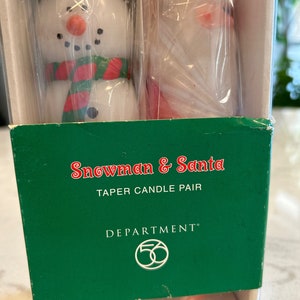 Snowman & Santa
TAPER CANDLE PAIR
DEPARTMENT®
56